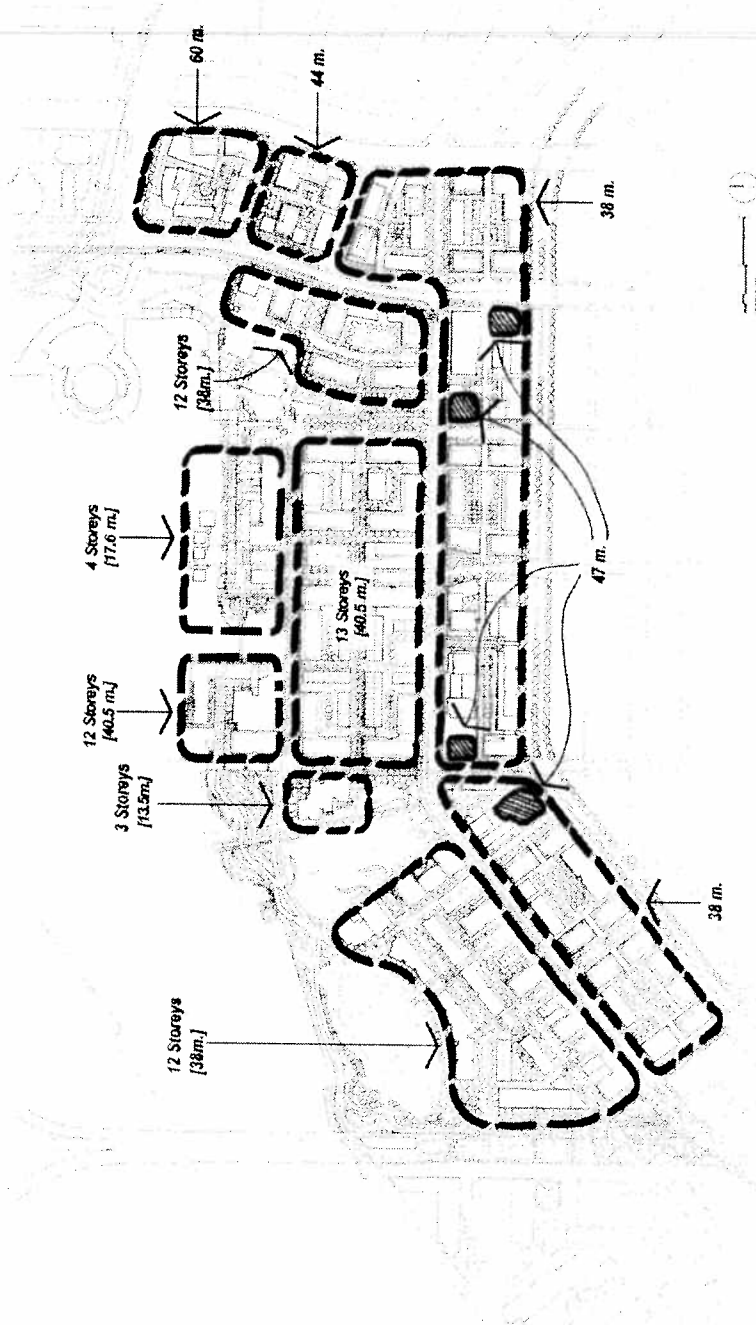 12 Storeys
[40.5 m.]
4 Storeys
[17.6 m.]
3 Storeys
[13.5m.]
12 Storeys
[38m.]
12 Storeys
[38m.]
60 m.
44 m.
13 Storeys
[40.5 m.]
47 m.
38 m.
38 m.